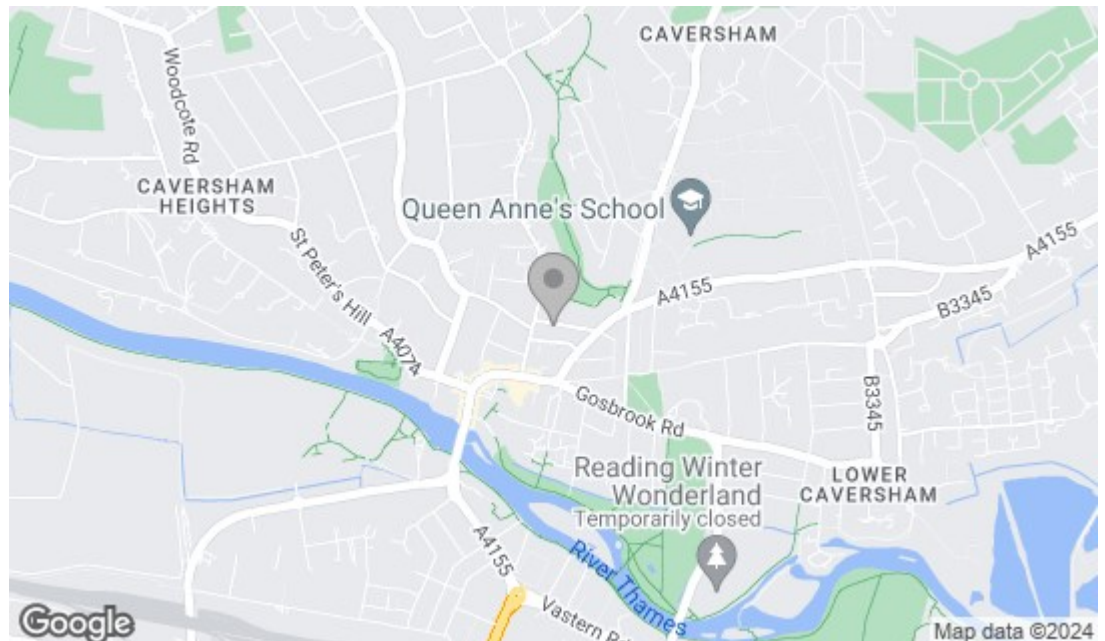 CAVERSHAM
Woodcote Rd
CAVERSHAM
HEIGHTS
Queen Anne's School
A4155
A4155
St Peter's Hill
B3345
A4074
B3345
Gosbrook Rd
Reading Winter
Wonderland
Temporarily closed
LOWER
CAVERSHAM
A4155
River Thames
Vastern
Google
Map data ©2024